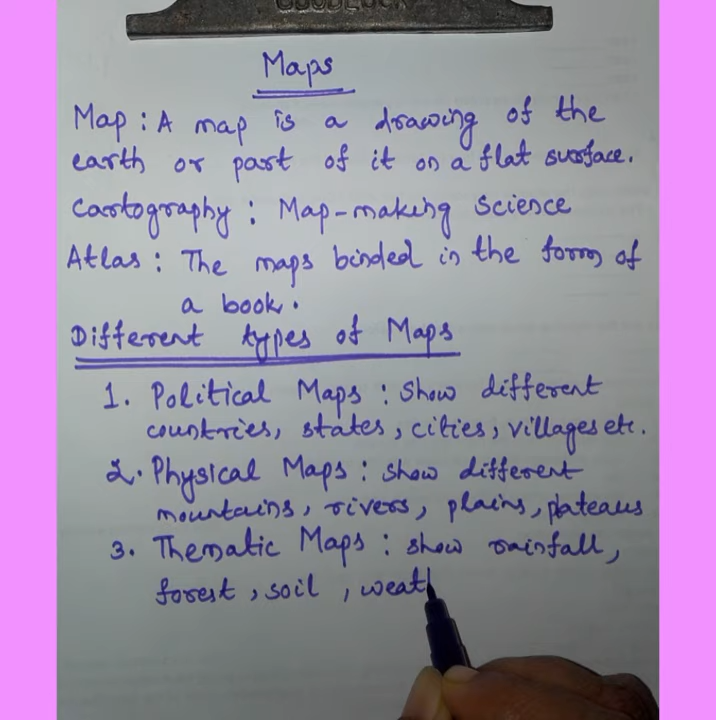 Maps
Map : A map is a drawing of the
earth or part of it on a flat surface.
Cartography : Map-making science
Atlas : The maps binded in the form of
a book.
Different types of Maps
1. Political Maps : Show different
countries, states, cities, villages etc.
2. Physical Maps : show different
mountains, rivers, plains, plateaus
3. Thematic Maps : show rainfall,
forest, soil, weath